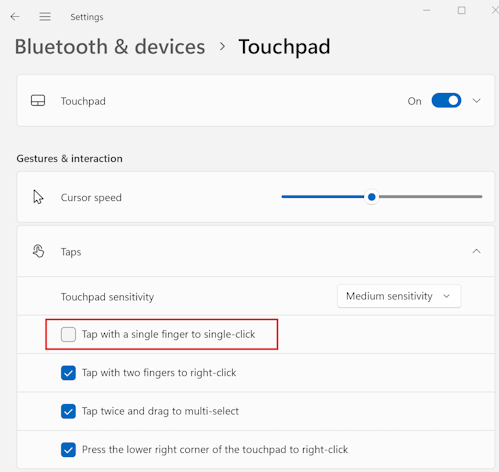 Settings
Bluetooth & devices > Touchpad
Touchpad On
Gestures & interaction
Cursor speed
Taps
Touchpad sensitivity Medium sensitivity
Tap with a single finger to single-click
Tap with two fingers to right-click
Tap twice and drag to multi-select
Press the lower right corner of the touchpad to right-click